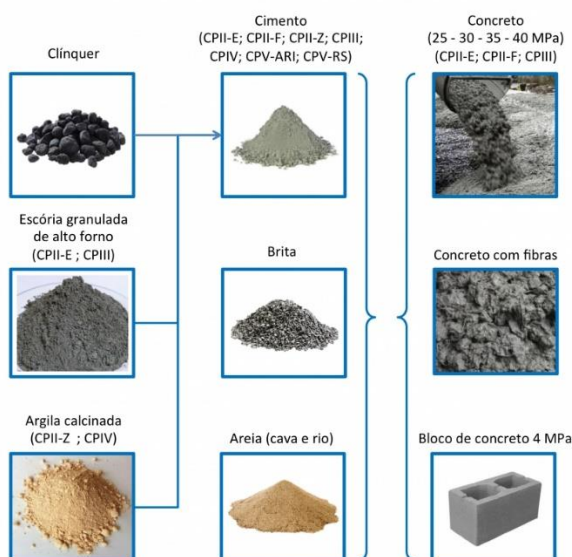 Clínquer
Cimento
(CPII-E; CPII-F; CPII-Z; CPIII;
CPIV; CPV-ARI; CPV-RS)
Concreto
(25 - 30 - 35 - 40 MPa)
(CPII-E; CPII-F; CPIII)
Escória granulada
de alto forno
(CPII-E ; CPIII)
Brita
Concreto com fibras
Argila calcinada
(CPII-Z ; CPIV)
Areia (cava e rio)
Bloco de concreto 4 MPa